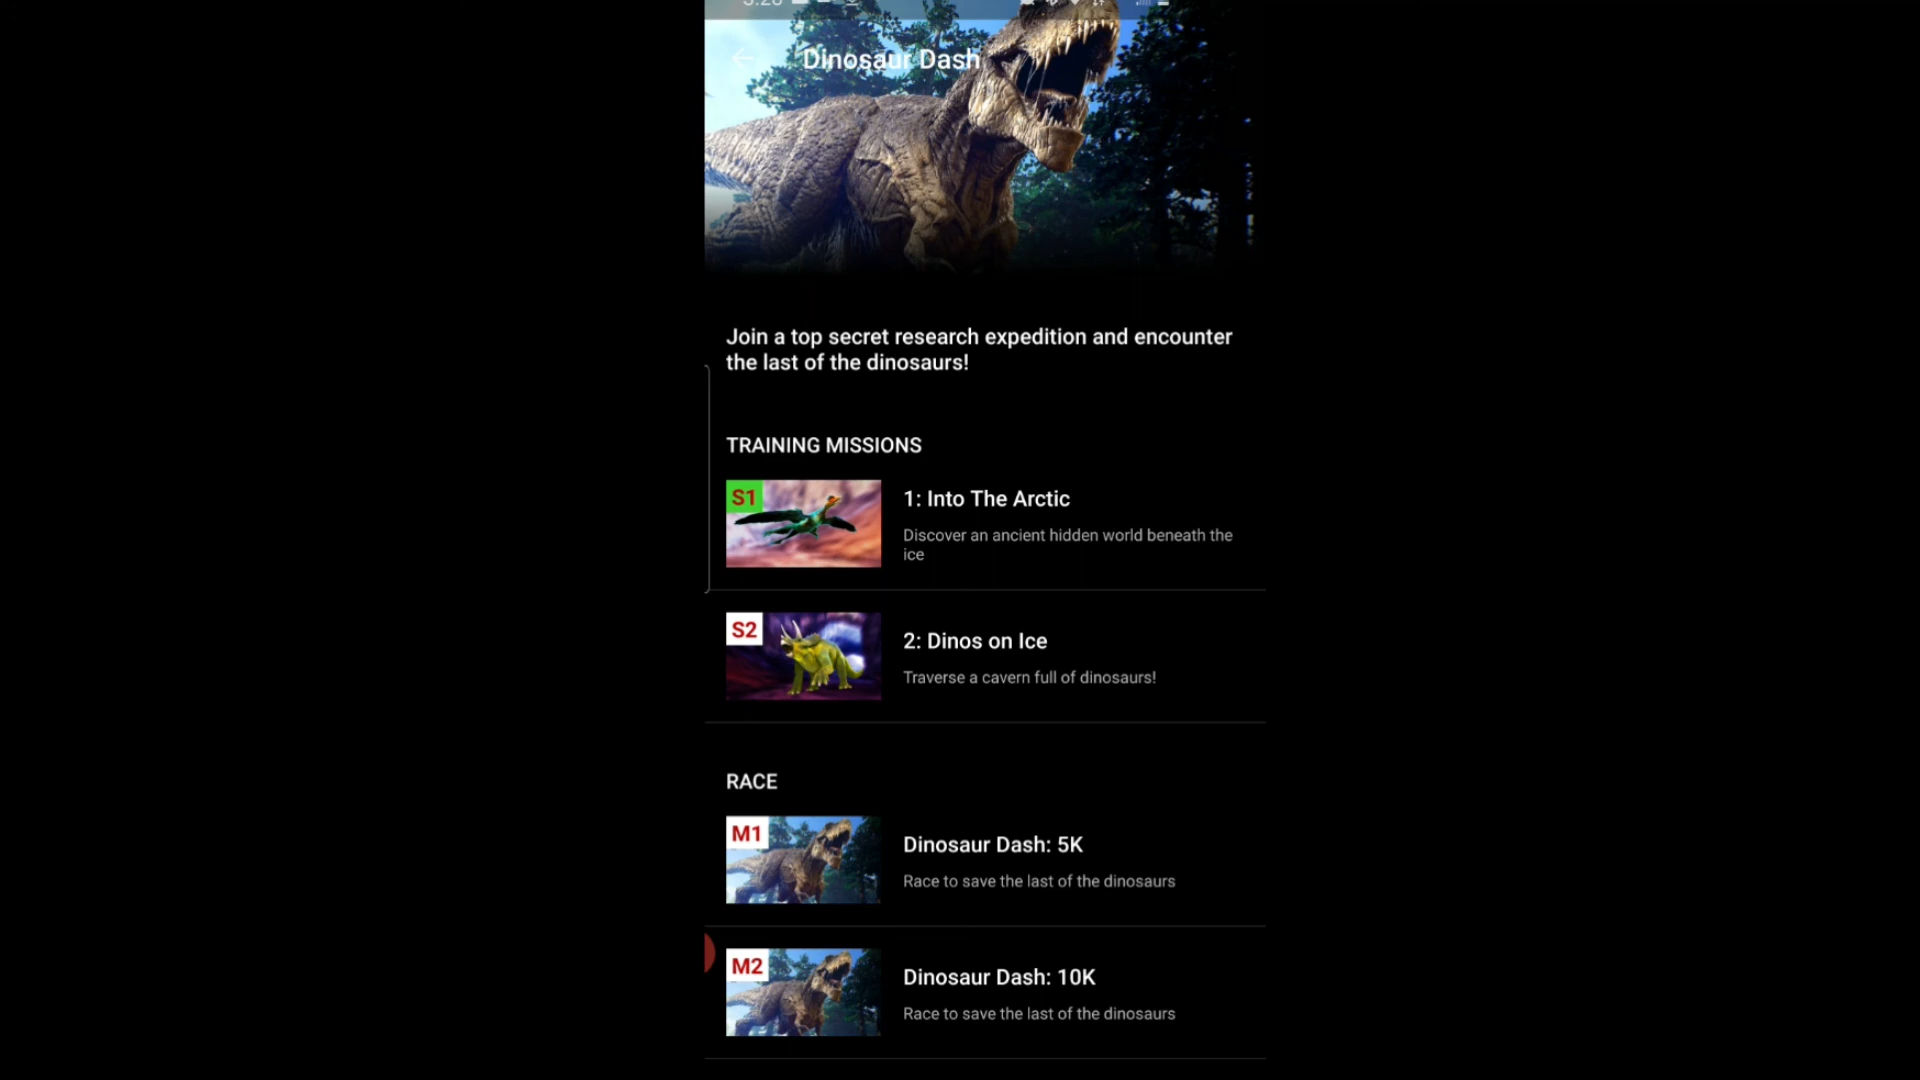 Dinosaur Dash
Join a top secret research expedition and encounter
the last of the dinosaurs!
TRAINING MISSIONS
S1
1: Into The Arctic
Discover an ancient hidden world beneath the
ice
S2
2: Dinos on Ice
Traverse a cavern full of dinosaurs!
RACE
M1
Dinosaur Dash: 5K
Race to save the last of the dinosaurs
M2
Dinosaur Dash: 10K
Race to save the last of the dinosaurs